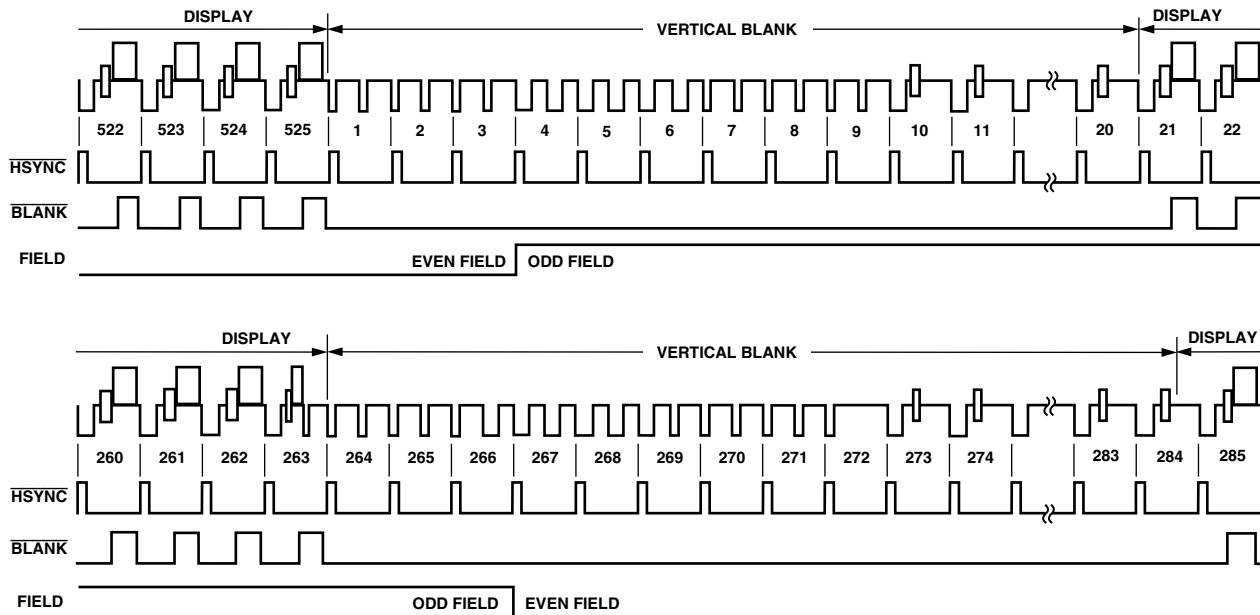 DISPLAY VERTICAL BLANK DISPLAY
522 523 524 525 1 2 3 4 5 6 7 8 9 10 11 20 21 22
HSYNC
BLANK
FIELD EVEN FIELD ODD FIELD
DISPLAY VERTICAL BLANK DISPLAY
260 261 262 263 264 265 266 267 268 269 270 271 272 273 274 283 284 285
HSYNC
BLANK
FIELD ODD FIELD EVEN FIELD